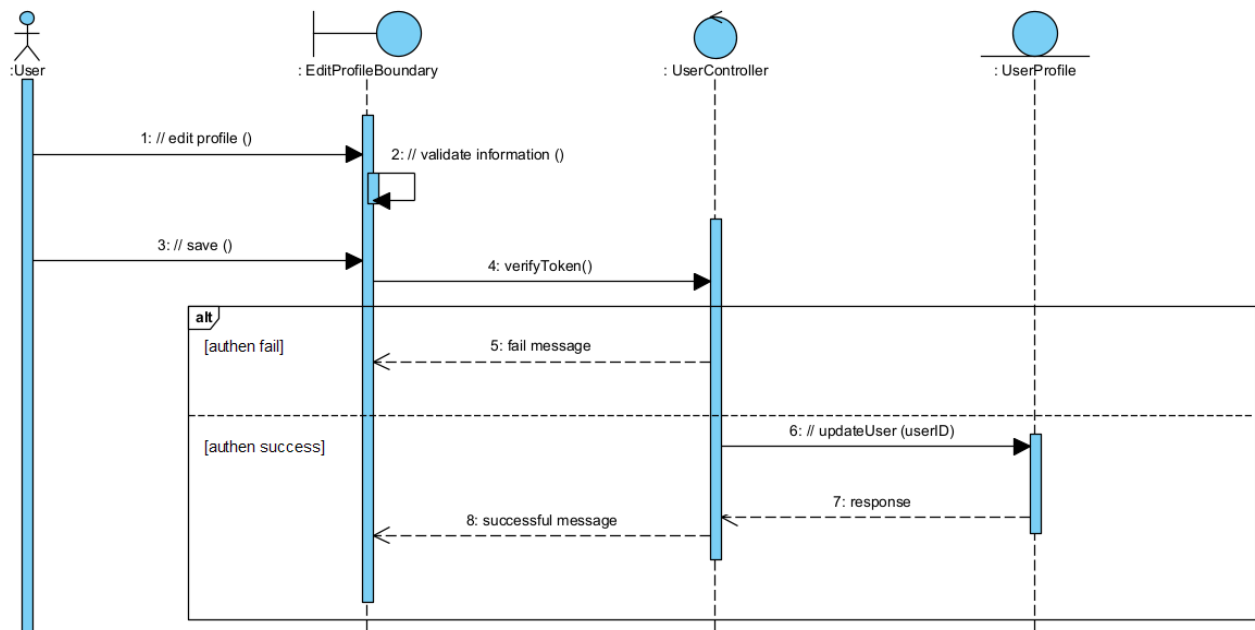 :User
: EditProfileBoundary
: UserController
: UserProfile
1: // edit profile ()
2: // validate information ()
3: // save ()
4: verifyToken()
alt
[authen fail]
5: fail message
6: // updateUser (userID)
[authen success]
7: response
8: successful message